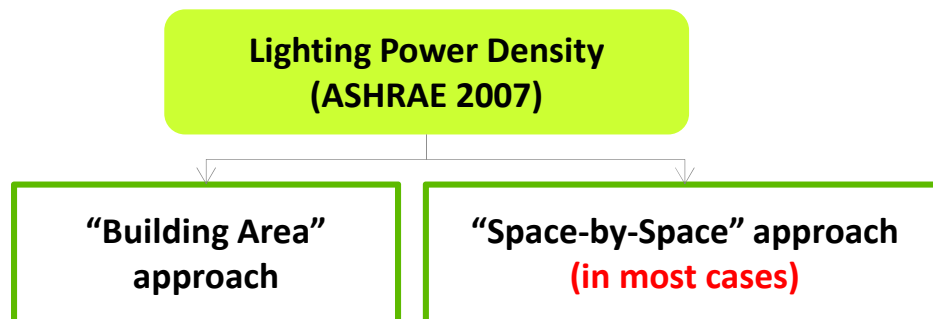 Lighting Power Density
(ASHRAE 2007)
“Building Area”
approach
“Space-by-Space” approach
(in most cases)